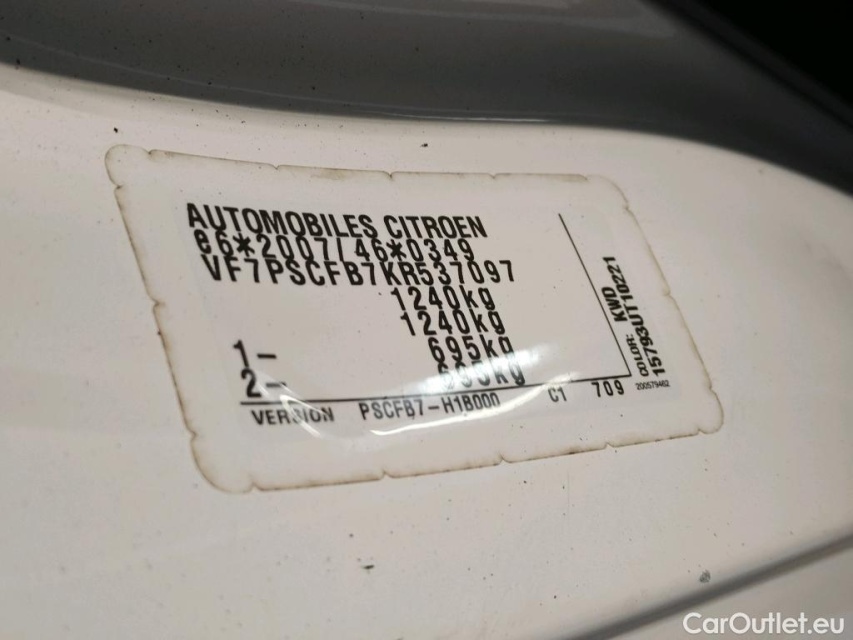 AUTOMOBILES CITROEN
e6*2007/46*0349
VF7PSCFB7KR537097
1240kg
1240kg
1- 695kg
2-
VERSION PSCFB7-H1B000 C1 709
COLOR: KWD
15793UT10221
200579462
CarOutlet.eu